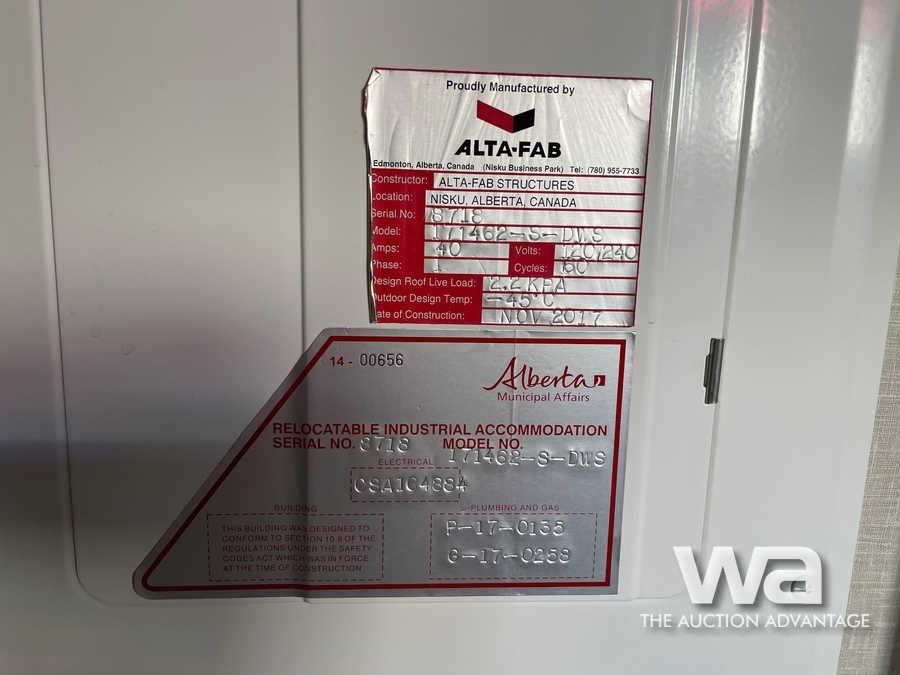 Proudly Manufactured by
ALTA-FAB
Edmonton, Alberta, Canada (Nisku Business Park) Tel: (780) 955-7733
Constructor: ALTA-FAB STRUCTURES
Location: NISKU, ALBERTA, CANADA
Serial No: 8718
Model: 171462-S-DWS
Amps: 40 Volts: 120/240
Phase: 1 Cycles: 60
Design Roof Live Load: 2.2 KPA
Outdoor Design Temp: -45°C
ate of Construction: NOV 2017
14 - 00656
Alberta
Municipal Affairs
RELOCATABLE INDUSTRIAL ACCOMMODATION
SERIAL NO. 8718 MODEL NO. 171462-S-DWS
ELECTRICAL
CSA1C4884
BUILDING
THIS BUILDING WAS DESIGNED TO
CONFORM TO SECTION 10.8 OF THE
REGULATIONS UNDER THE SAFETY
CODES ACT WHICH WAS IN FORCE
AT THE TIME OF CONSTRUCTION
PLUMBING AND GAS
P-17-0135
G-17-0258
wa
THE AUCTION ADVANTAGE